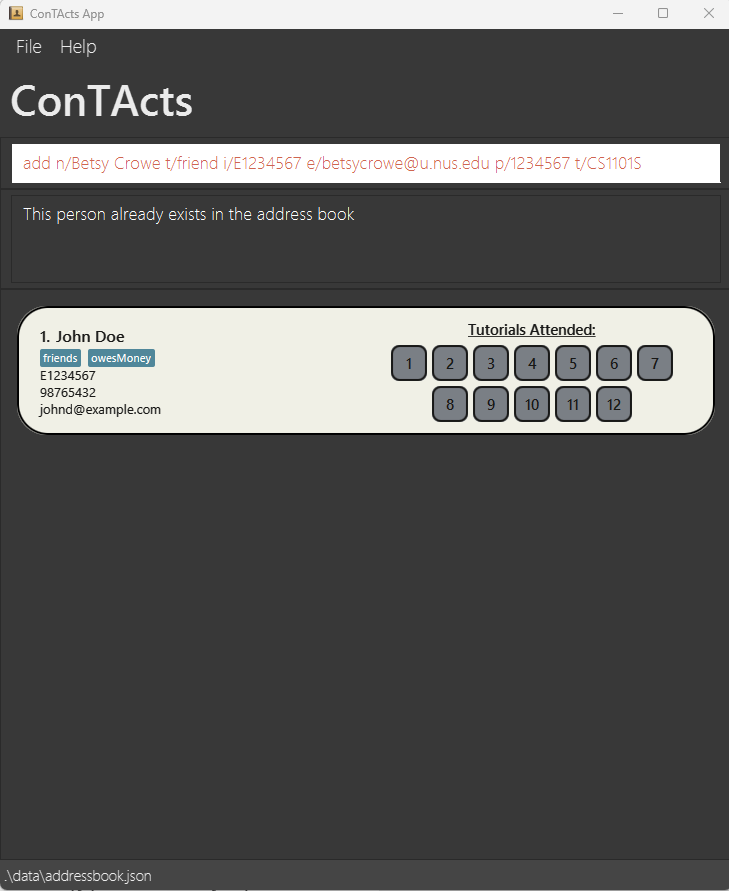 ConTActs App
File Help
ConTActs
add n/Betsy Crowe t/friend i/E1234567 e/betsycrowe@u.nus.edu p/1234567 t/CS1101S
This person already exists in the address book
1. John Doe
friends owesMoney
E1234567
98765432
johnd@example.com
Tutorials Attended:
1 2 3 4 5 6 7
8 9 10 11 12
.\data\addressbook.json